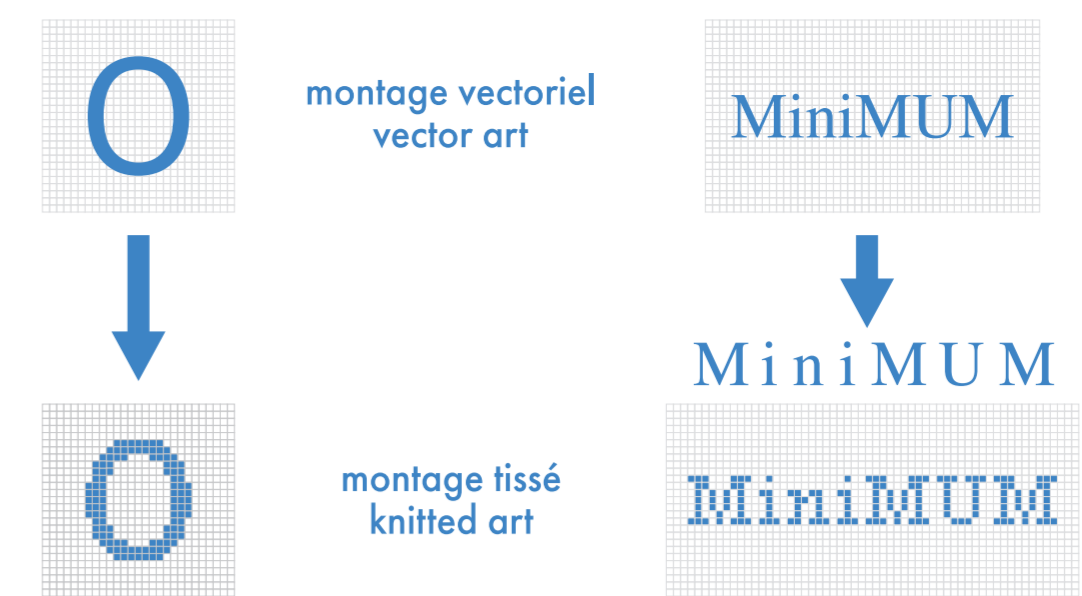 O
montage vectoriel
vector art
MiniMUM
MiniMUM
O
montage tissé
knitted art
MiniMUM